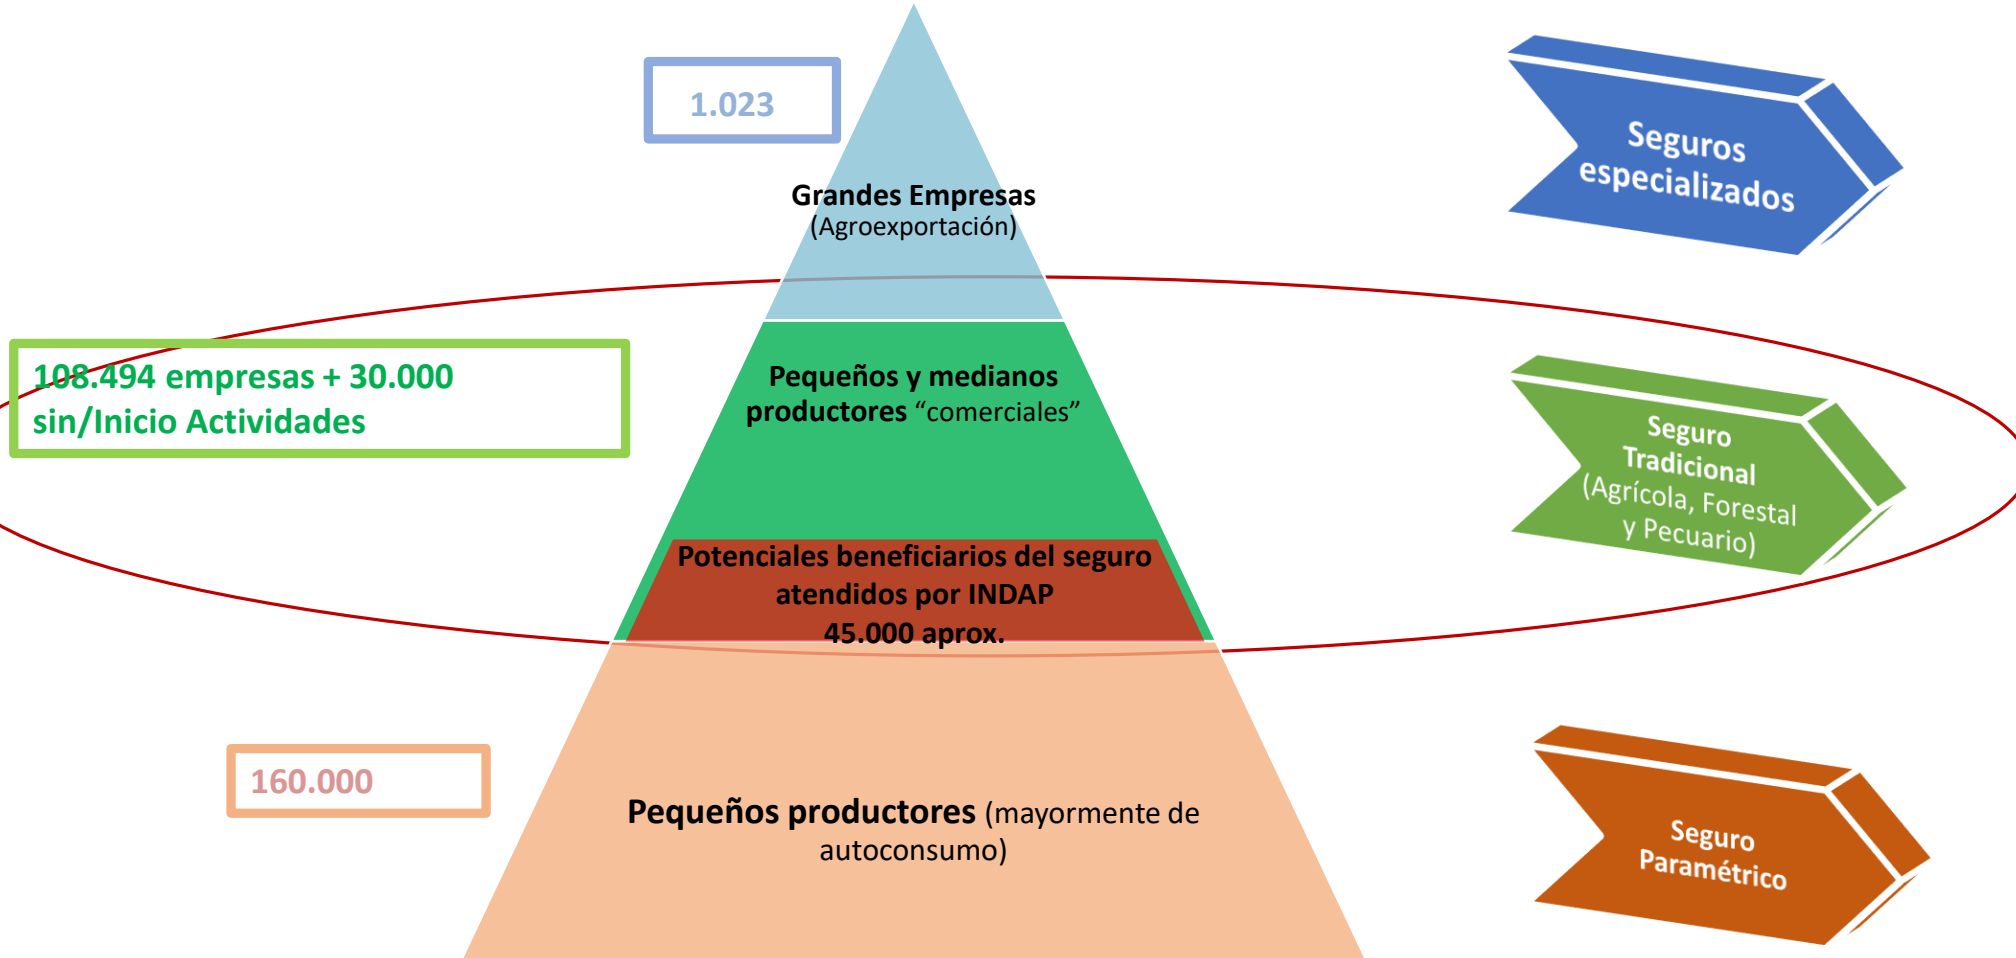 1.023
Grandes Empresas
(Agroexportación)
Seguros
especializados
108.494 empresas + 30.000
sin/Inicio Actividades
Pequeños y medianos
productores “comerciales”
Seguro
Tradicional
(Agrícola, Forestal
y Pecuario)
Potenciales beneficiarios del seguro
atendidos por INDAP
45.000 aprox.
160.000
Pequeños productores (mayormente de
autoconsumo)
Seguro
Paramétrico